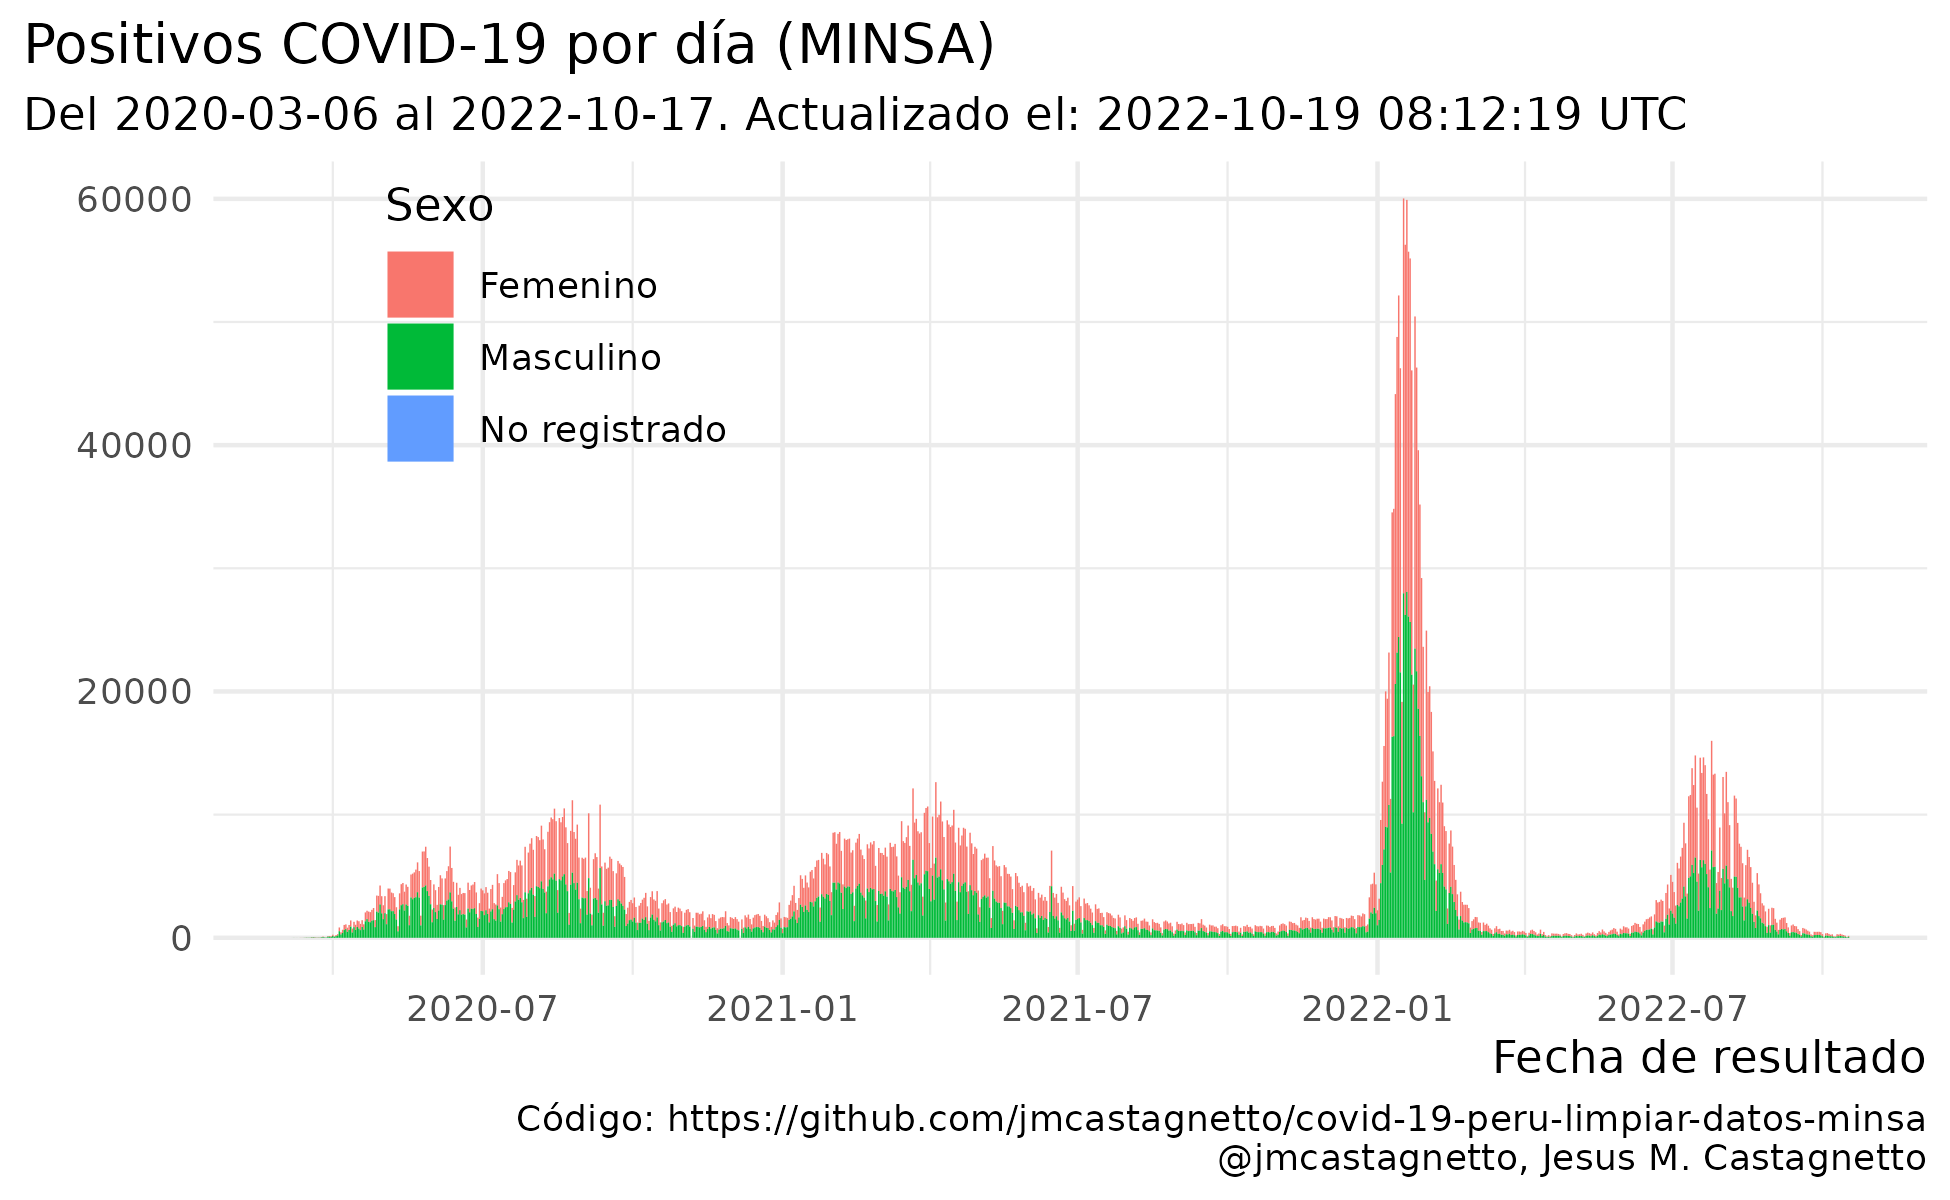 Positivos COVID-19 por día (MINSA)
Del 2020-03-06 al 2022-10-17. Actualizado el: 2022-10-19 08:12:19 UTC
60000
40000
20000
0
Sexo
Femenino
Masculino
No registrado
2020-07
2021-01
2021-07
2022-01
2022-07
Fecha de resultado
Código: https://github.com/jmcastagnetto/covid-19-peru-limpiar-datos-minsa
@jmcastagnetto, Jesus M. Castagnetto